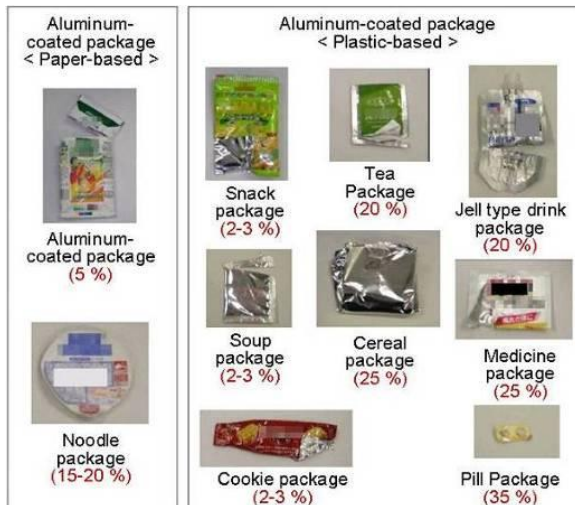 Aluminum-
coated package
< Paper-based >
Aluminum-
coated package
(5 %)
Noodle
package
(15-20 %)
Aluminum-coated package
< Plastic-based >
Snack
package
(2-3 %)
Tea
Package
(20 %)
Jell type drink
package
(20 %)
Soup
package
(2-3 %)
Cereal
package
(25 %)
Medicine
package
(25 %)
Cookie package
(2-3 %)
Pill Package
(35 %)